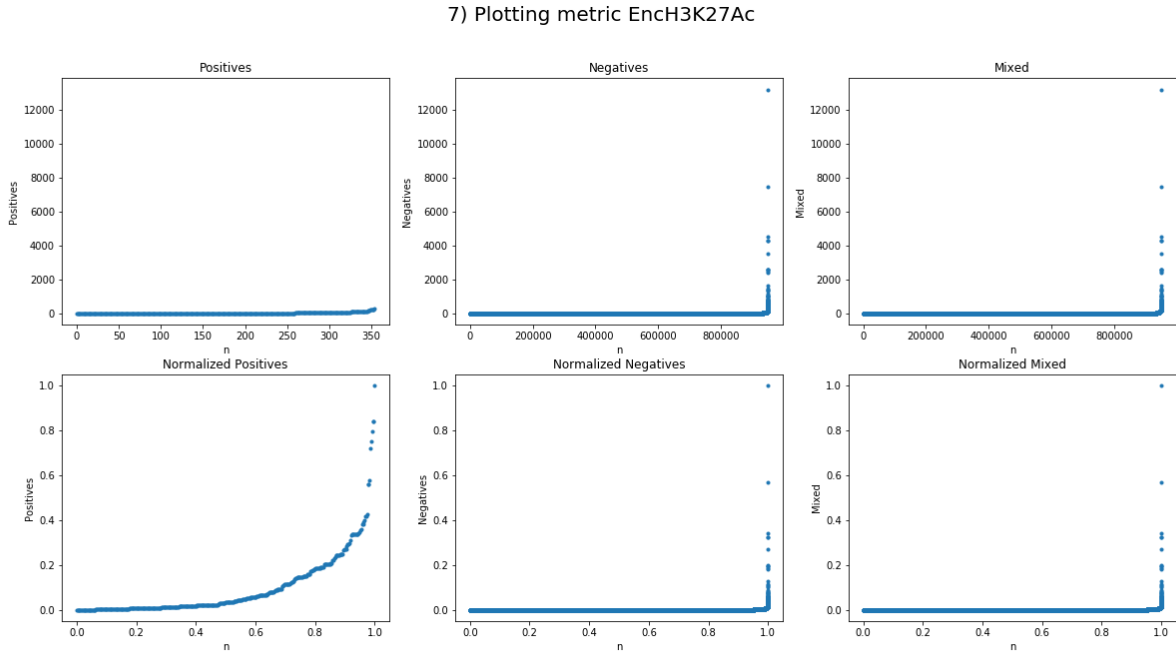 7) Plotting metric EncH3K27Ac
Positives
Negatives
Mixed
12000
10000
8000
6000
4000
2000
0
Positives
0 50 100 150 200 250 300 350
n
12000
10000
8000
6000
4000
2000
0
Negatives
0 200000 400000 600000 800000
n
12000
10000
8000
6000
4000
2000
0
Mixed
0 200000 400000 600000 800000
n
Normalized Positives
Normalized Negatives
Normalized Mixed
1.0
0.8
0.6
0.4
0.2
0.0
Positives
0.0 0.2 0.4 0.6 0.8 1.0
n
1.0
0.8
0.6
0.4
0.2
0.0
Negatives
0.0 0.2 0.4 0.6 0.8 1.0
n
1.0
0.8
0.6
0.4
0.2
0.0
Mixed
0.0 0.2 0.4 0.6 0.8 1.0
n